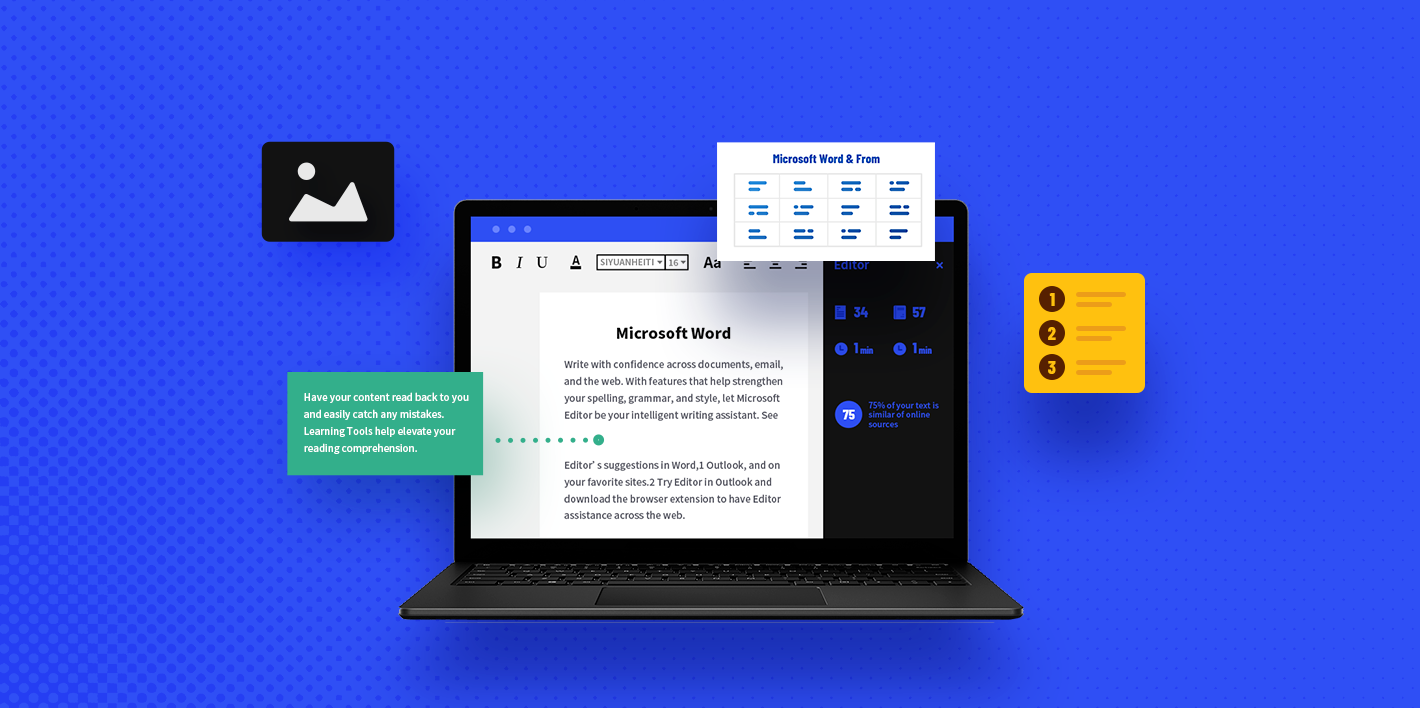 Microsoft Word & From
B I U A SIYUANHEITI 16 Aa
Editor
34 57
1 min 1 min
75
75% of your text is
similar of online
sources
Microsoft Word
Write with confidence across documents, email,
and the web. With features that help strengthen
your spelling, grammar, and style, let Microsoft
Editor be your intelligent writing assistant. See
Editor’ s suggestions in Word,1 Outlook, and on
your favorite sites.2 Try Editor in Outlook and
download the browser extension to have Editor
assistance across the web.
Have your content read back to you
and easily catch any mistakes.
Learning Tools help elevate your
reading comprehension.
1
2
3